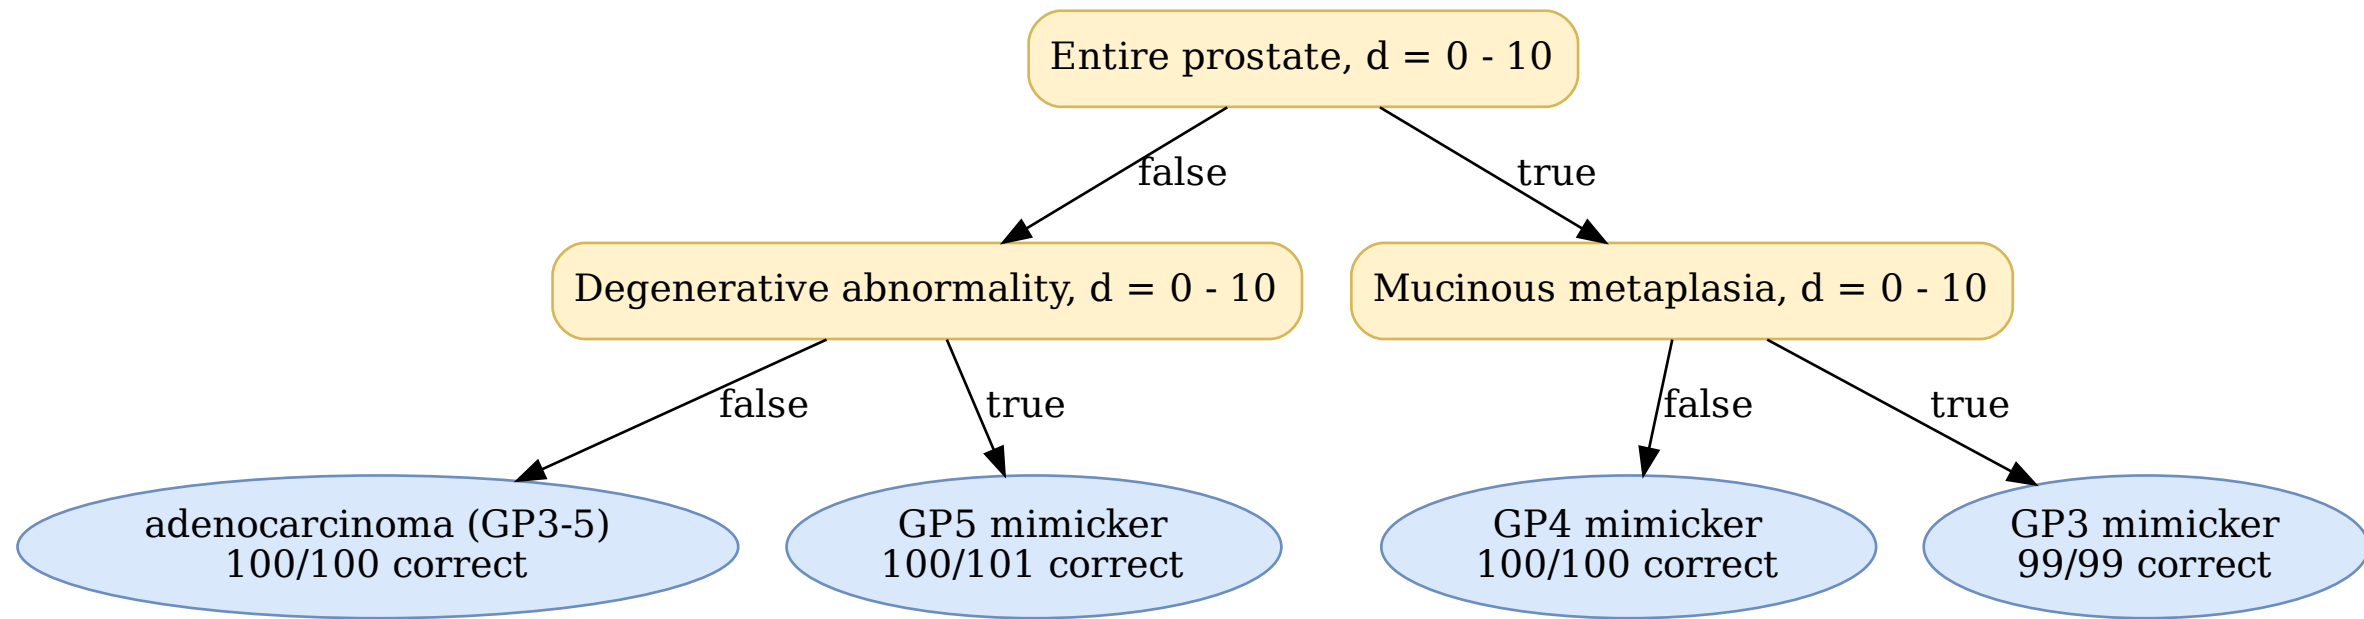 Entire prostate, d = 0 - 10
false
true
Degenerative abnormality, d = 0 - 10
Mucinous metaplasia, d = 0 - 10
false
true
false
true
adenocarcinoma (GP3-5)
100/100 correct
GP5 mimicker
100/101 correct
GP4 mimicker
100/100 correct
GP3 mimicker
99/99 correct